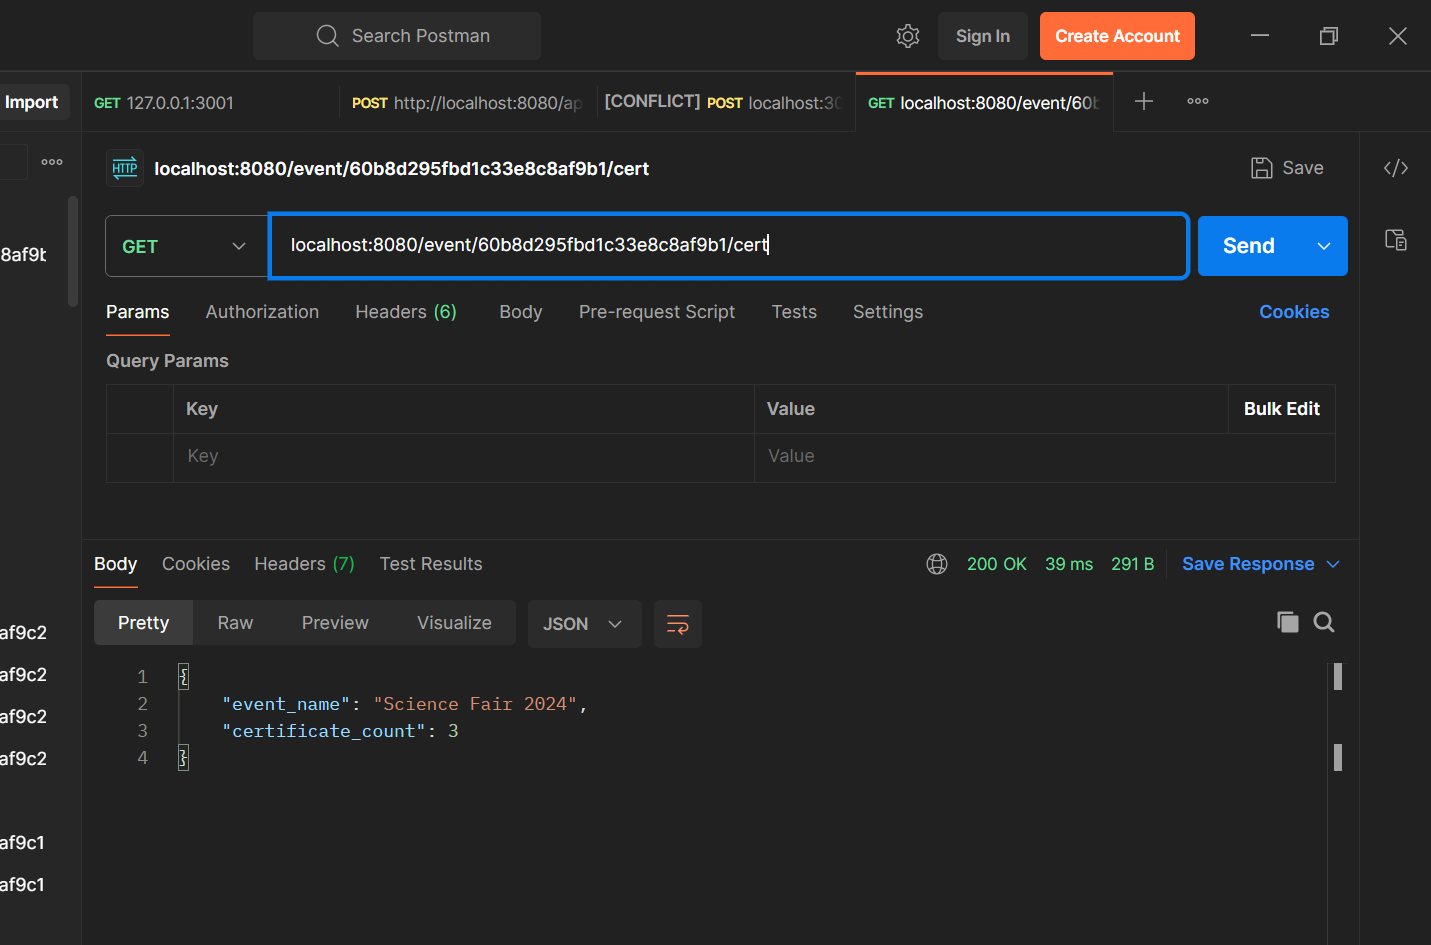 Search Postman
Sign In
Create Account
Import
GET 127.0.0.1:3001
POST http://localhost:8080/ap
[CONFLICT] POST localhost:30
GET localhost:8080/event/60b
HTTP localhost:8080/event/60b8d295fbd1c33e8c8af9b1/cert
Save
8af9b
GET
localhost:8080/event/60b8d295fbd1c33e8c8af9b1/cert
Send
Params Authorization Headers (6) Body Pre-request Script Tests Settings Cookies
Query Params
Key Value Bulk Edit
Key Value
Body Cookies Headers (7) Test Results 200 OK 39 ms 291 B Save Response
Pretty Raw Preview Visualize JSON
af9c2
af9c2
af9c2
af9c2
af9c1
af9c1
1 {
2 "event_name": "Science Fair 2024",
3 "certificate_count": 3
4 }